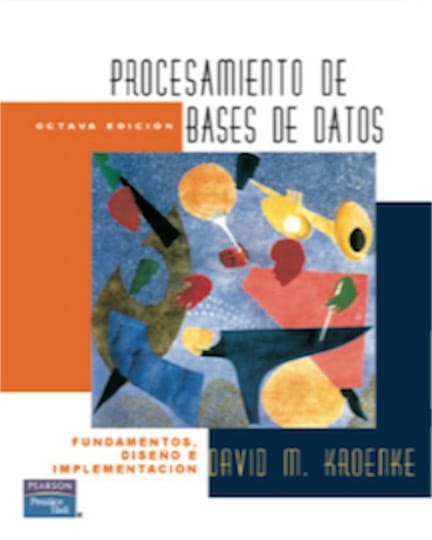 PROCESAMIENTO DE
OCTAVA EDICIÓN
BASES DE DATOS
FUNDAMENTOS,
DISEÑO E
IMPLEMENTACIÓN
DAVID M. KROENKE
PEARSON
Prentice
Hall